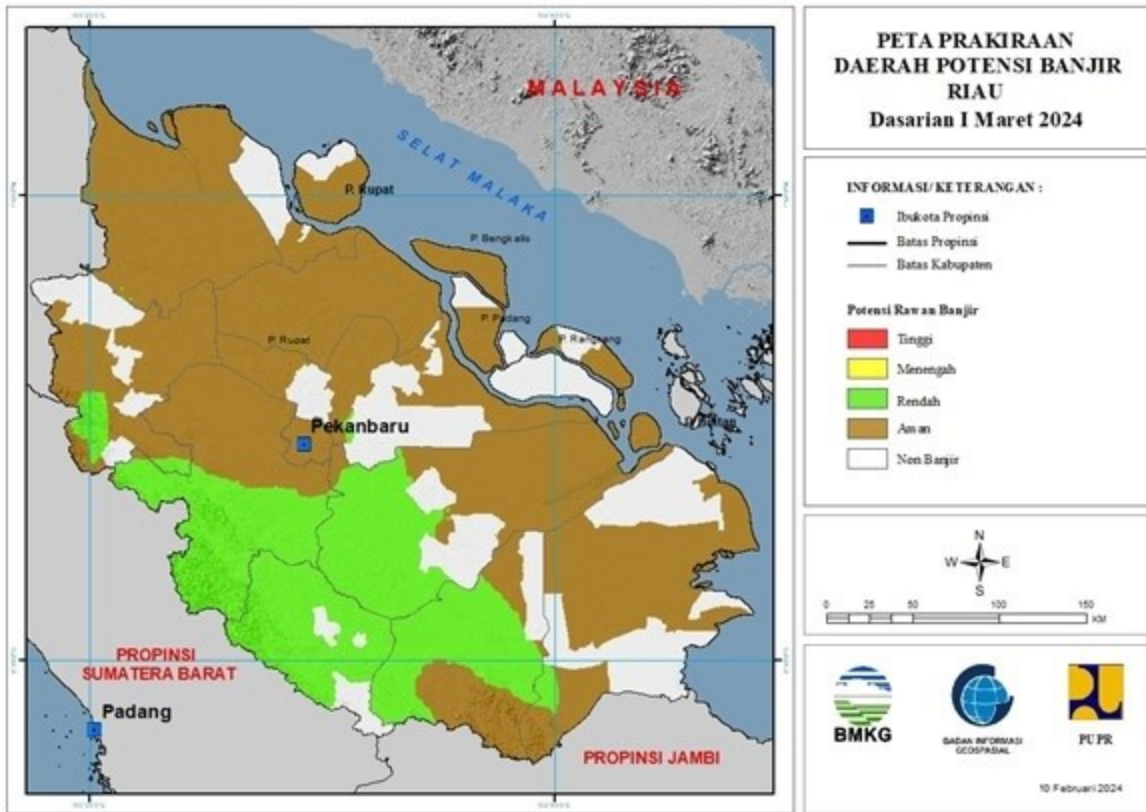 PETA PRAKIRAAN
DAERAH POTENSI BANJIR
RIAU
Dasarian I Maret 2024
INFORMASI/KETERANGAN :
Ibukota Propinsi
Batas Propinsi
Batas Kabupaten
Potensi Rawan Banjir
Tinggi
Menengah
Rendah
Aman
Non Banjir
N
W E
S
0 25 50 100 150
KM
BMKG
BADAN INFORMASI
GEOSPASIAL
PUPR
10 Februari 2024
MALAYSIA
SELAT MALAKA
P. Rupat
P. Bengkalis
P. Padang
P. Rangsang
P. Rupat
Pekanbaru
PROPINSI
SUMATERA BARAT
Padang
PROPINSI JAMBI